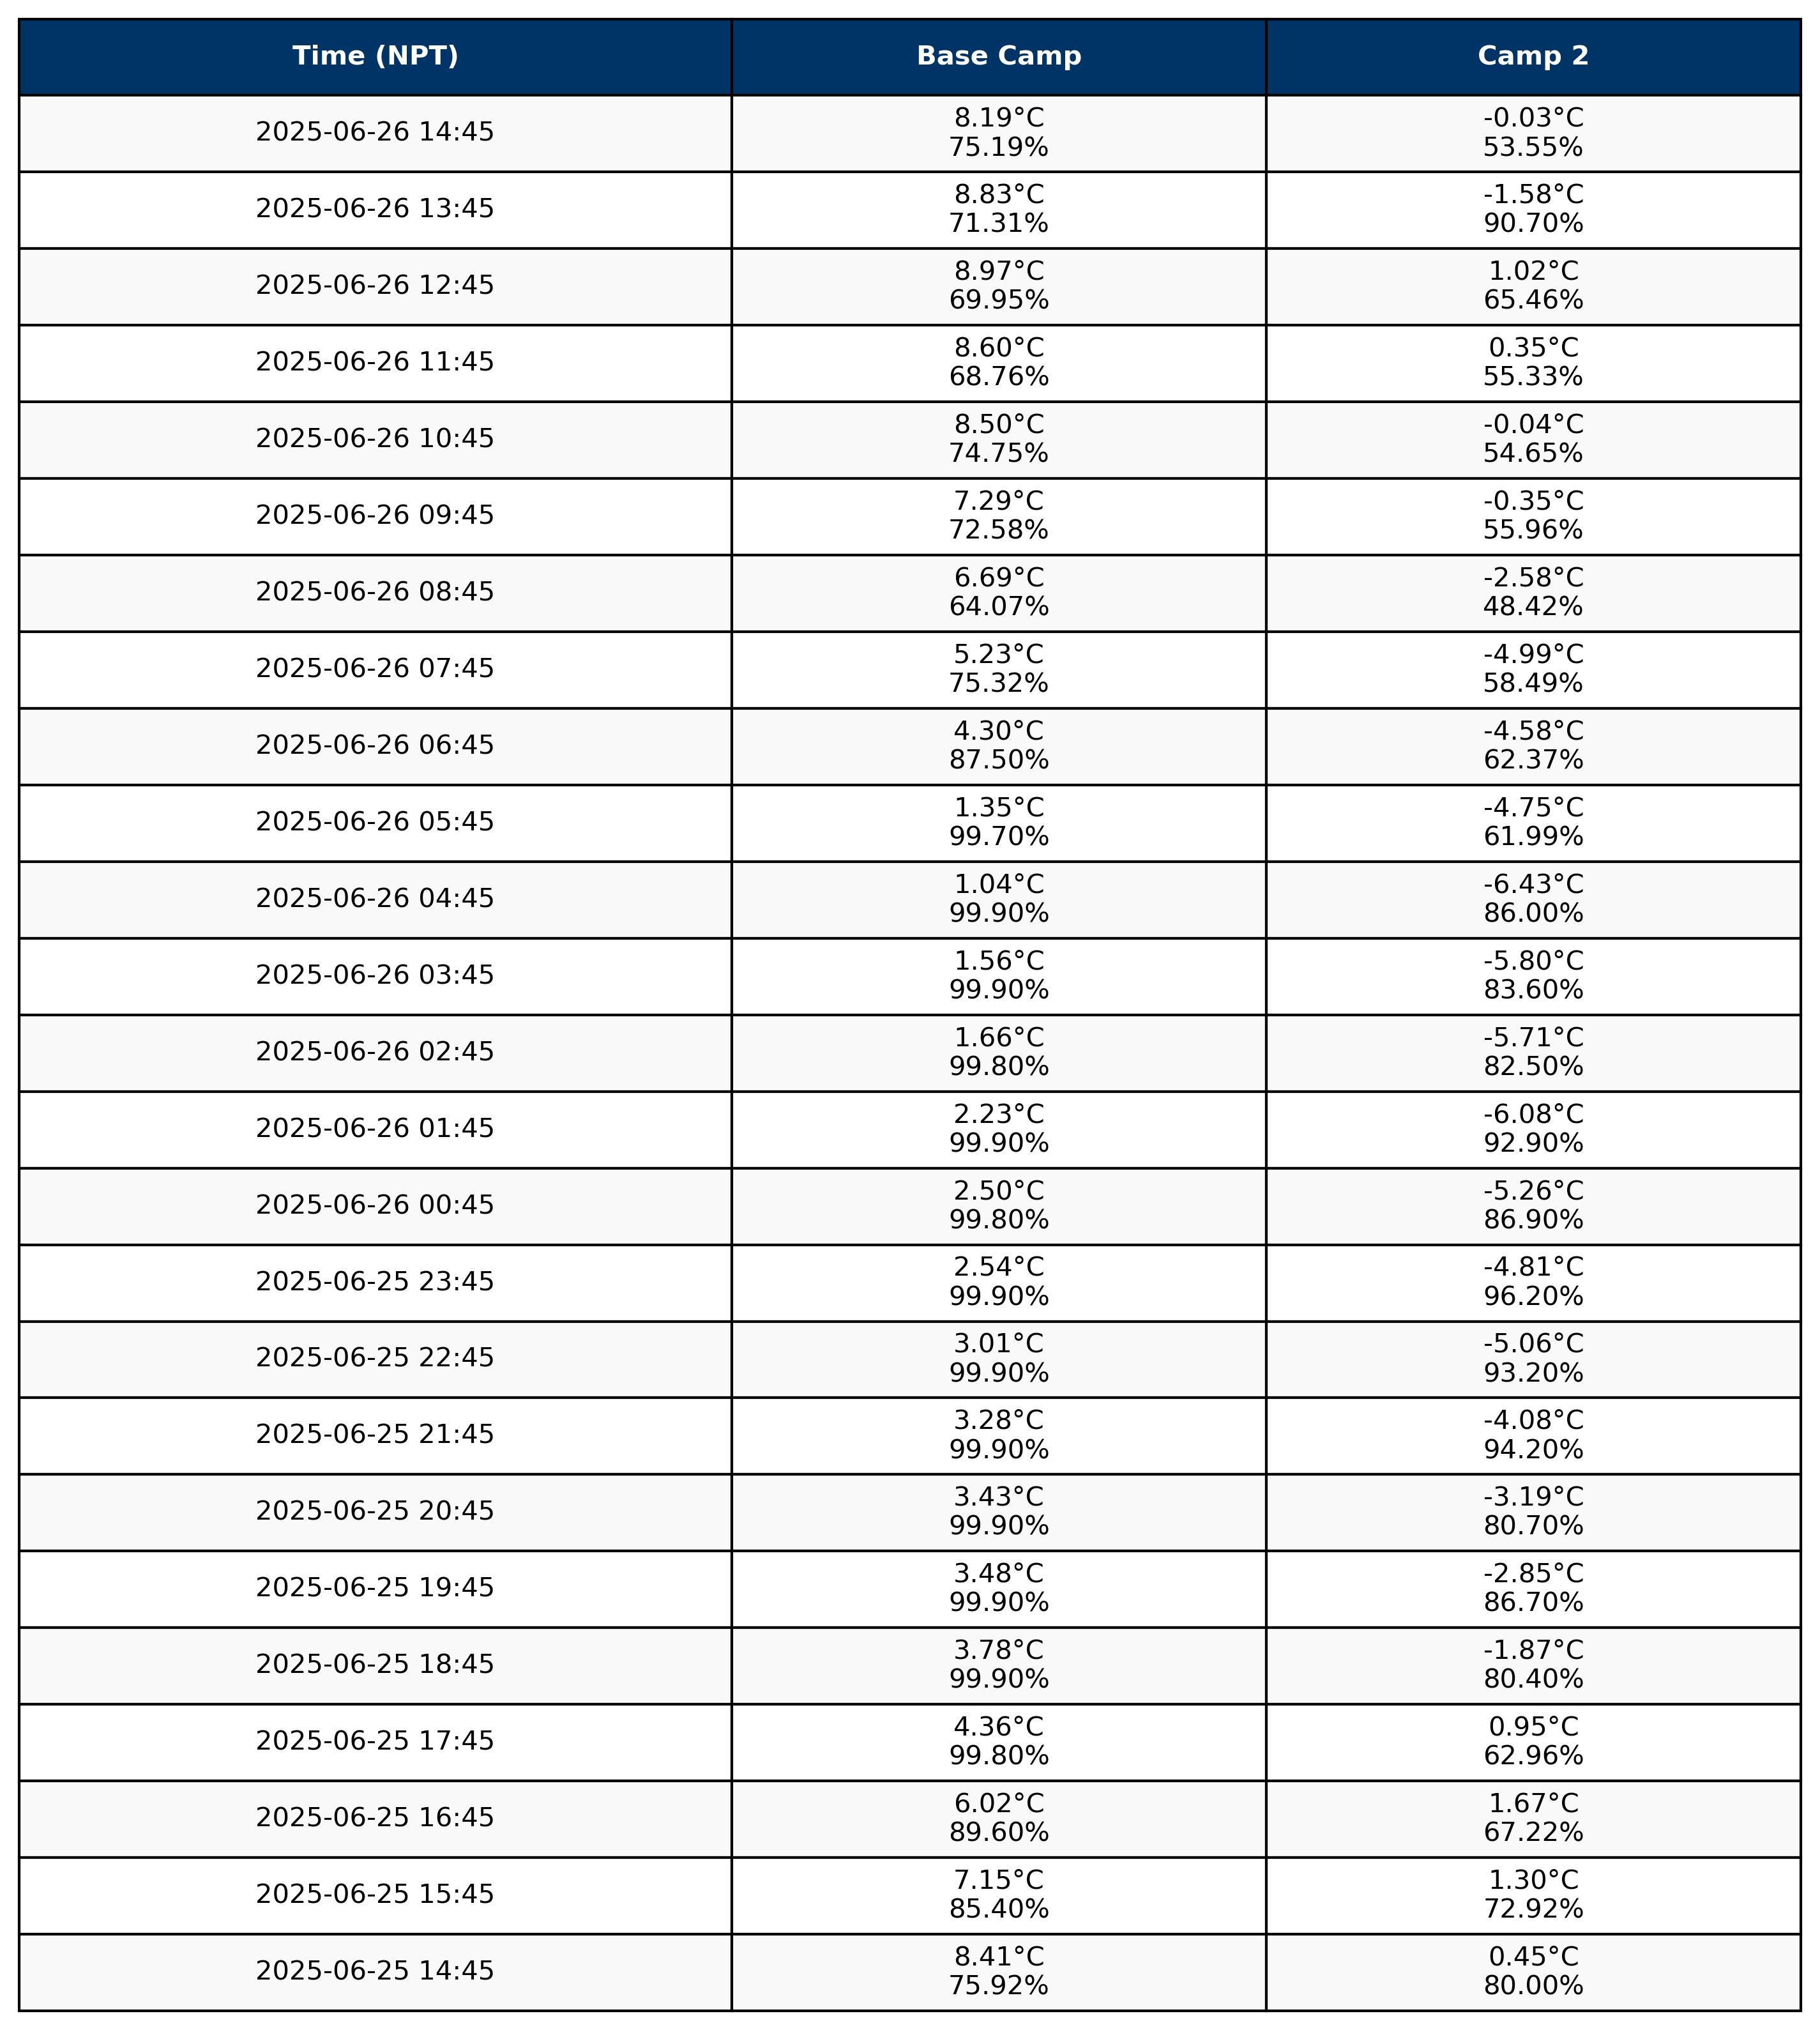 Time (NPT) Base Camp Camp 2
2025-06-26 14:45 8.19°C -0.03°C
75.19% 53.55%
2025-06-26 13:45 8.83°C -1.58°C
71.31% 90.70%
2025-06-26 12:45 8.97°C 1.02°C
69.95% 65.46%
2025-06-26 11:45 8.60°C 0.35°C
68.76% 55.33%
2025-06-26 10:45 8.50°C -0.04°C
74.75% 54.65%
2025-06-26 09:45 7.29°C -0.35°C
72.58% 55.96%
2025-06-26 08:45 6.69°C -2.58°C
64.07% 48.42%
2025-06-26 07:45 5.23°C -4.99°C
75.32% 58.49%
2025-06-26 06:45 4.30°C -4.58°C
87.50% 62.37%
2025-06-26 05:45 1.35°C -4.75°C
99.70% 61.99%
2025-06-26 04:45 1.04°C -6.43°C
99.90% 86.00%
2025-06-26 03:45 1.56°C -5.80°C
99.90% 83.60%
2025-06-26 02:45 1.66°C -5.71°C
99.80% 82.50%
2025-06-26 01:45 2.23°C -6.08°C
99.90% 92.90%
2025-06-26 00:45 2.50°C -5.26°C
99.80% 86.90%
2025-06-25 23:45 2.54°C -4.81°C
99.90% 96.20%
2025-06-25 22:45 3.01°C -5.06°C
99.90% 93.20%
2025-06-25 21:45 3.28°C -4.08°C
99.90% 94.20%
2025-06-25 20:45 3.43°C -3.19°C
99.90% 80.70%
2025-06-25 19:45 3.48°C -2.85°C
99.90% 86.70%
2025-06-25 18:45 3.78°C -1.87°C
99.90% 80.40%
2025-06-25 17:45 4.36°C 0.95°C
99.80% 62.96%
2025-06-25 16:45 6.02°C 1.67°C
89.60% 67.22%
2025-06-25 15:45 7.15°C 1.30°C
85.40% 72.92%
2025-06-25 14:45 8.41°C 0.45°C
75.92% 80.00%